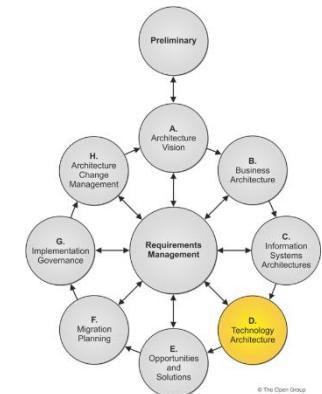 Preliminary
A.
Architecture
Vision
B.
Business
Architecture
C.
Information
Systems
Architectures
D.
Technology
Architecture
E.
Opportunities
and
Solutions
F.
Migration
Planning
G.
Implementation
Governance
H.
Architecture
Change
Management
Requirements
Management
© The Open Group